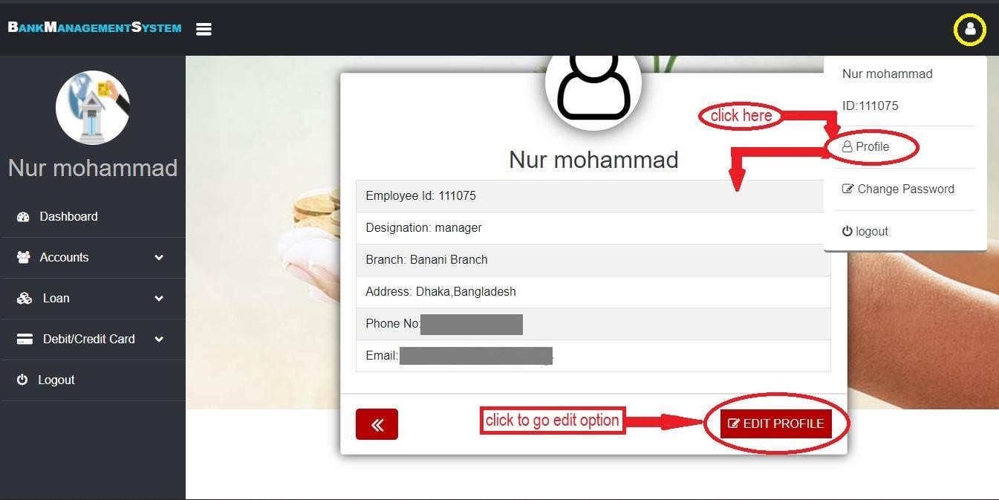 BankManagementSystem
Nur mohammad
Dashboard
Accounts
Loan
Debit/Credit Card
Logout
Nur mohammad
ID:111075
click here
Profile
Change Password
logout
Nur mohammad
Employee Id: 111075
Designation: manager
Branch: Banani Branch
Address: Dhaka,Bangladesh
Phone No:
Email:
click to go edit option
EDIT PROFILE